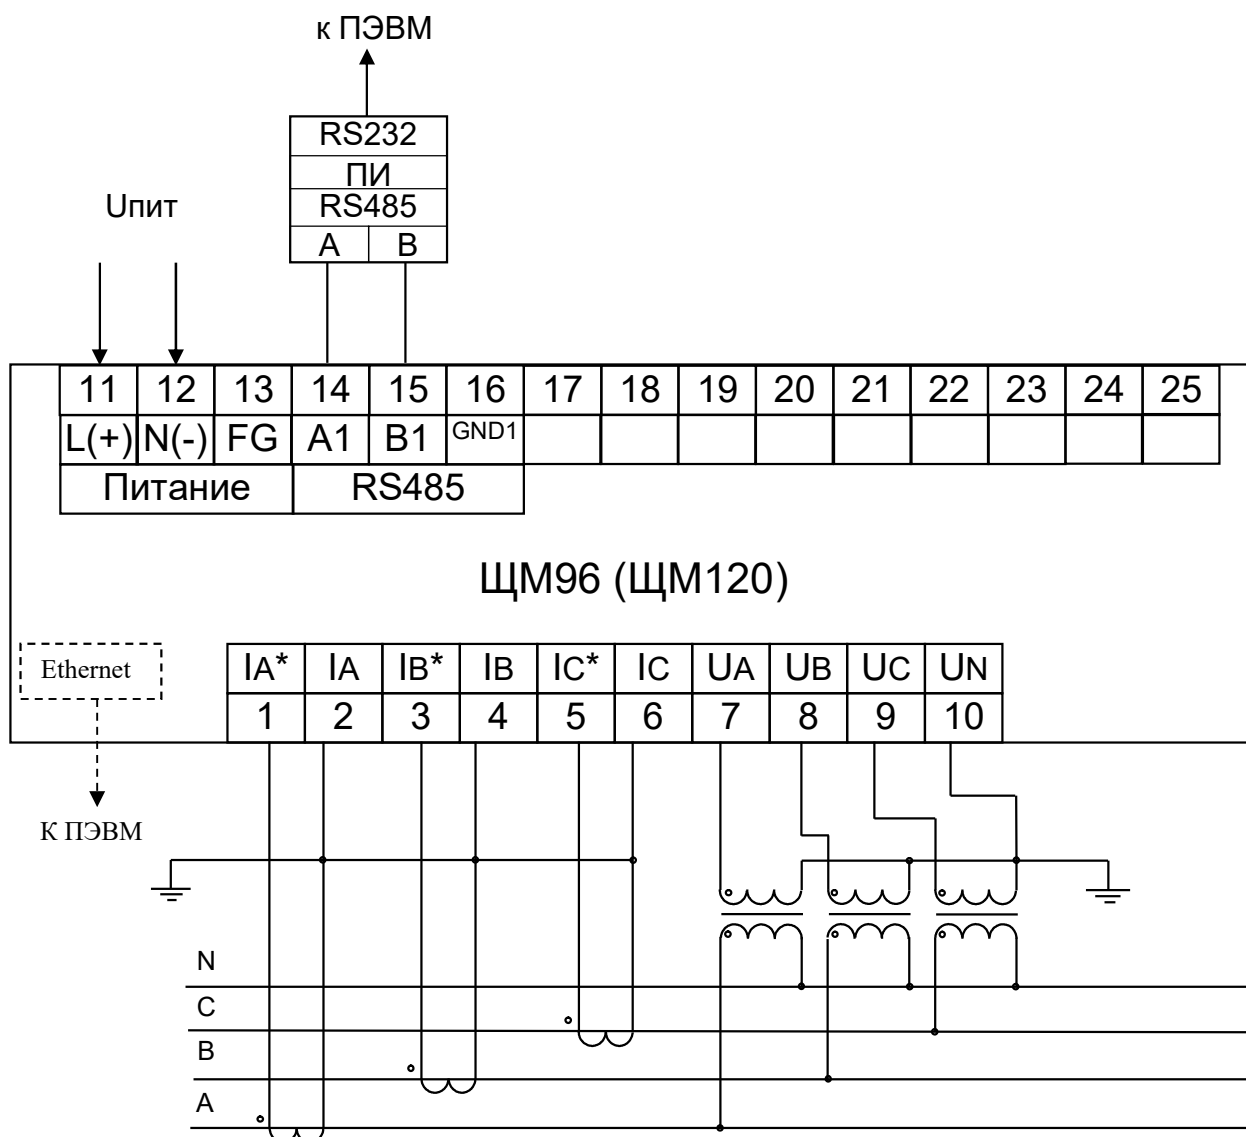 к ПЭВМ
RS232
ПИ
RS485
A B
Uпит
11 12 13 14 15 16 17 18 19 20 21 22 23 24 25
L(+) N(-) FG A1 B1 GND1
Питание RS485
ЩМ96 (ЩМ120)
Ethernet
IA* IA IB* IB IC* IC UA UB UC UN
1 2 3 4 5 6 7 8 9 10
К ПЭВМ
N
C
B
A